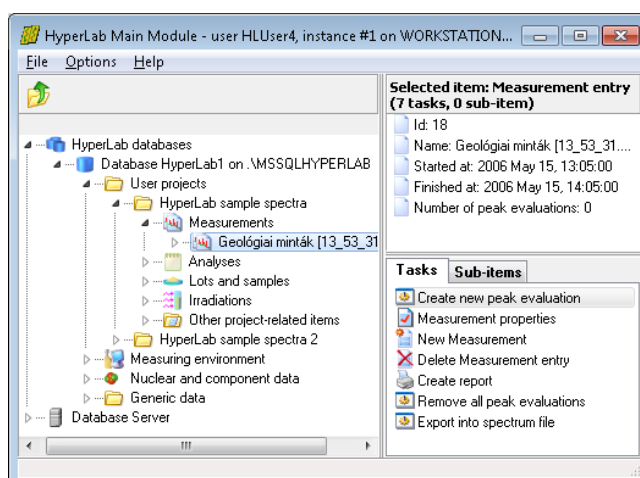 HyperLab Main Module - user HLUser4, instance #1 on WORKSTATION...
File Options Help
HyperLab databases
Database HyperLab1 on .\MSSQLHYPERLAB
User projects
HyperLab sample spectra
Measurements
Geológiai minták [13_53_31
Analyses
Lots and samples
Irradiations
Other project-related items
HyperLab sample spectra 2
Measuring environment
Nuclear and component data
Generic data
Database Server
Selected item: Measurement entry
(7 tasks, 0 sub-item)
Id: 18
Name: Geológiai minták [13_53_31....
Started at: 2006 May 15, 13:05:00
Finished at: 2006 May 15, 14:05:00
Number of peak evaluations: 0
Tasks Sub-items
Create new peak evaluation
Measurement properties
New Measurement
Delete Measurement entry
Create report
Remove all peak evaluations
Export into spectrum file